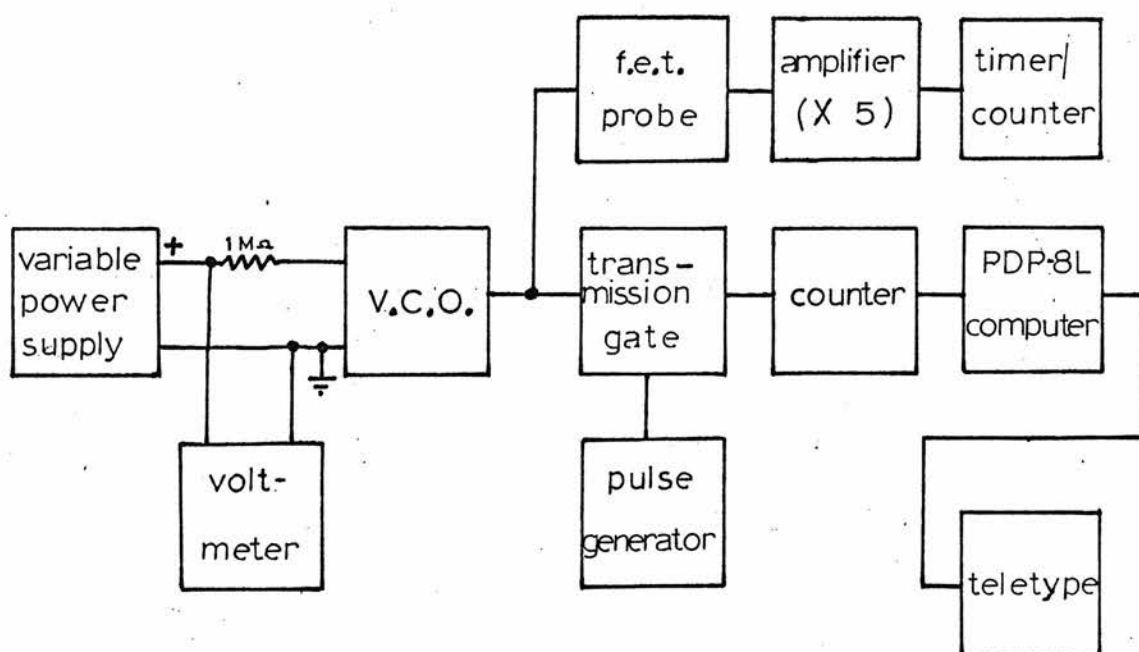 f.e.t.
probe
amplifier
(X 5)
timer/
counter
variable
power
supply
+
1MΩ
V.C.O.
trans-
mission
gate
counter
PDP-8L
computer
volt-
meter
pulse
generator
teletype